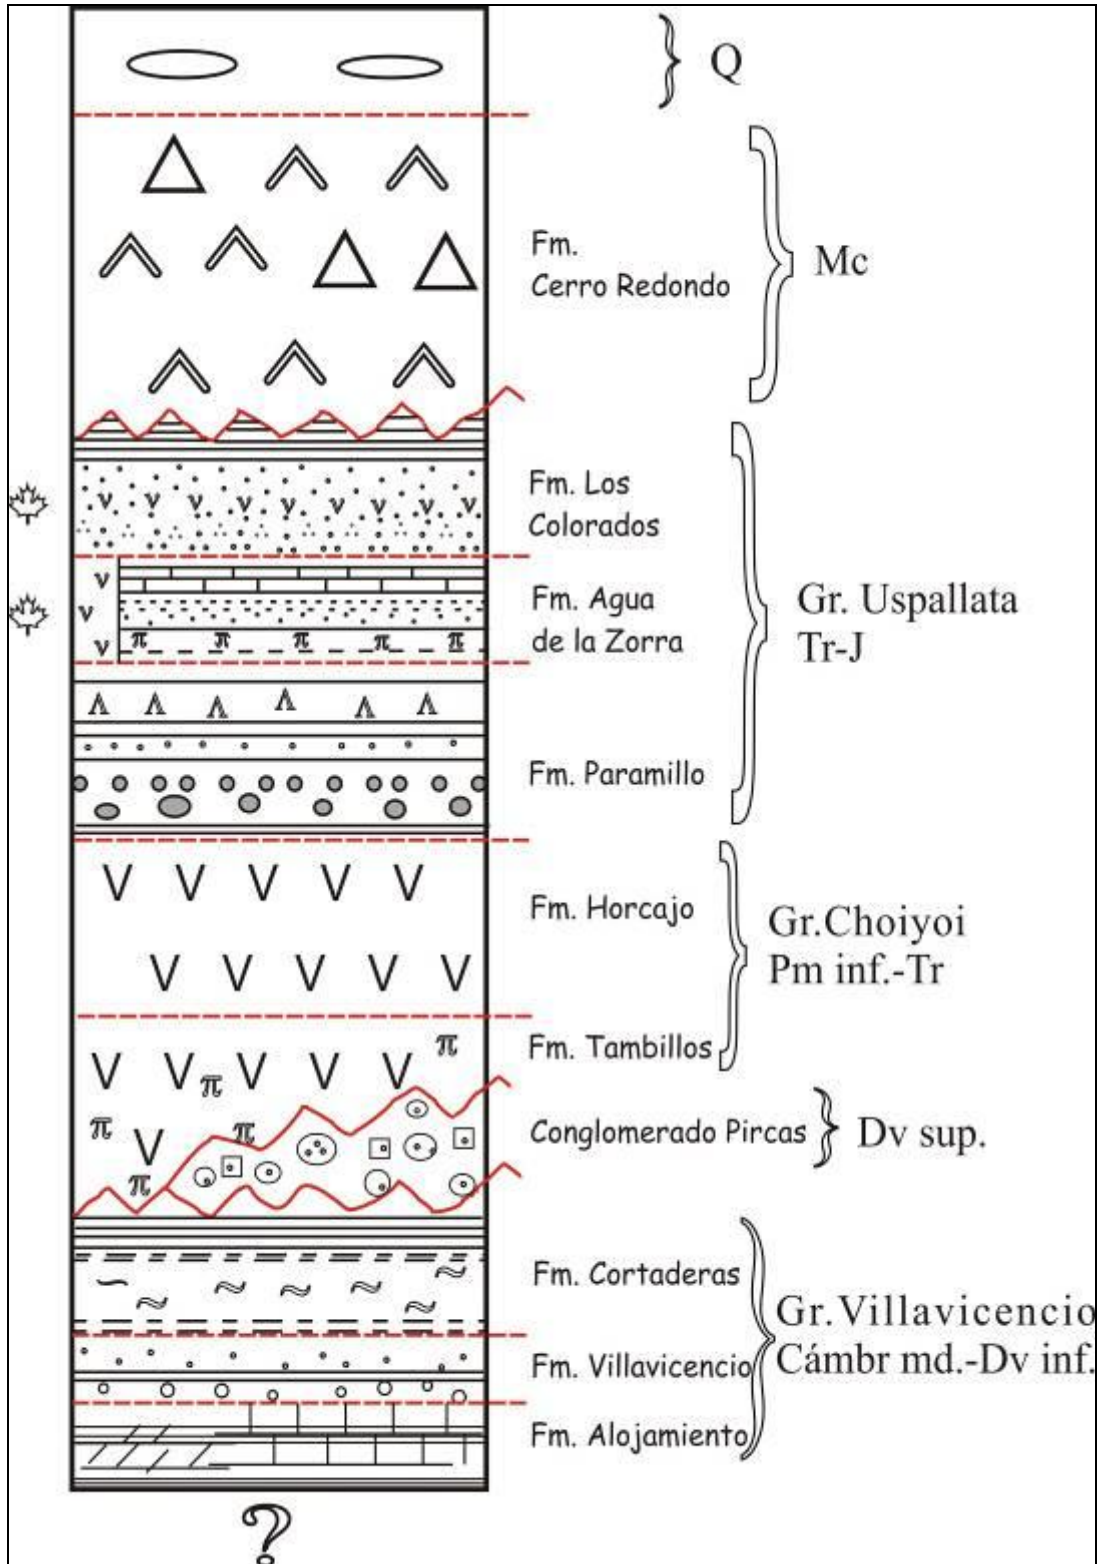 Q
Fm.
Cerro Redondo
Mc
Fm. Los
Colorados
Fm. Agua
de la Zorra
Gr. Uspallata
Tr-J
Fm. Paramillo
Fm. Horcajo
Gr.Choiyoi
Pm inf.-Tr
Fm. Tambillos
Conglomerado Pircas
Dv sup.
Fm. Cortaderas
Gr.Villavicencio
Cámbr md.-Dv inf.
Fm. Villavicencio
Fm. Alojamiento
?